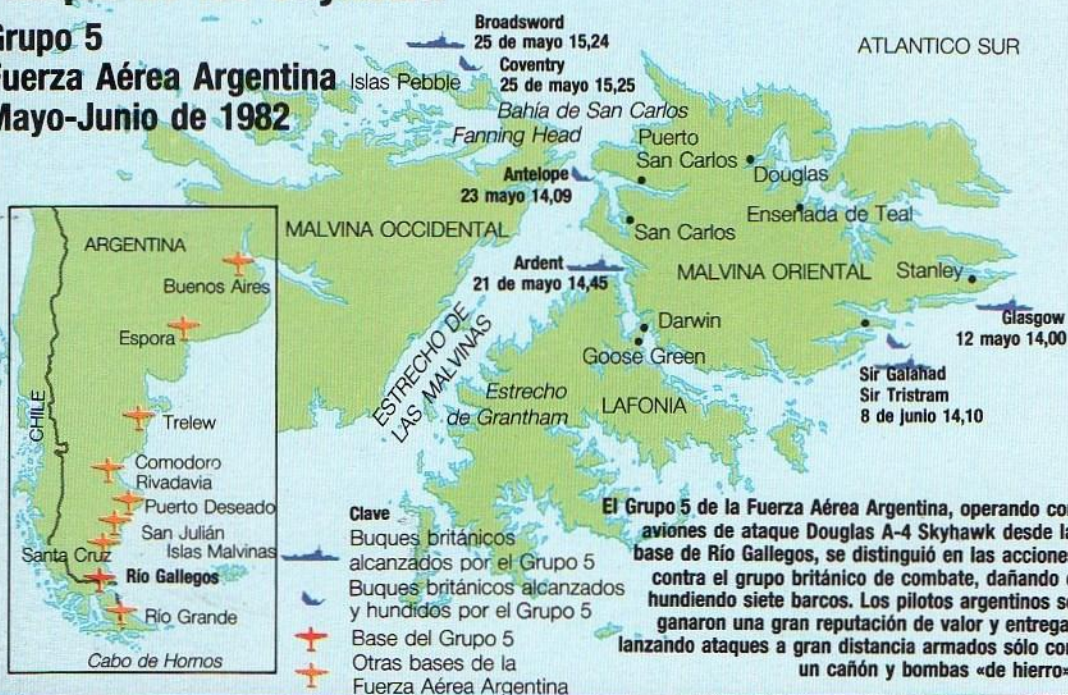 Grupo 5
Fuerza Aérea Argentina
Mayo-Junio de 1982
Broadsword
25 de mayo 15,24
Coventry
25 de mayo 15,25
ATLANTICO SUR
Islas Pebble
Bahía de San Carlos
Fanning Head
Puerto
San Carlos
Douglas
Antelope
23 mayo 14,09
Enseñada de Teal
San Carlos
MALVINA OCCIDENTAL
Ardent
21 de mayo 14,45
MALVINA ORIENTAL
Stanley
Glasgow
12 mayo 14,00
Darwin
Goose Green
Sir Galahad
Sir Tristram
8 de junio 14,10
ESTRECHO DE
LAS MALVINAS
Estrecho
de Grantham
LAFONIA
ARGENTINA
Buenos Aires
Espora
CHILE
Trelew
Comodoro
Rivadavia
Puerto Deseado
San Julián
Islas Malvinas
Santa Cruz
Río Gallegos
Río Grande
Cabo de Hornos
Clave
Buques británicos
alcanzados por el Grupo 5
Buques británicos alcanzados
y hundidos por el Grupo 5
Base del Grupo 5
Otras bases de la
Fuerza Aérea Argentina
El Grupo 5 de la Fuerza Aérea Argentina, operando con
aviones de ataque Douglas A-4 Skyhawk desde la
base de Río Gallegos, se distinguió en las acciones
contra el grupo británico de combate, dañando o
hundiendo siete barcos. Los pilotos argentinos se
ganaron una gran reputación de valor y entrega,
lanzando ataques a gran distancia armados sólo con
un cañón y bombas «de hierro»